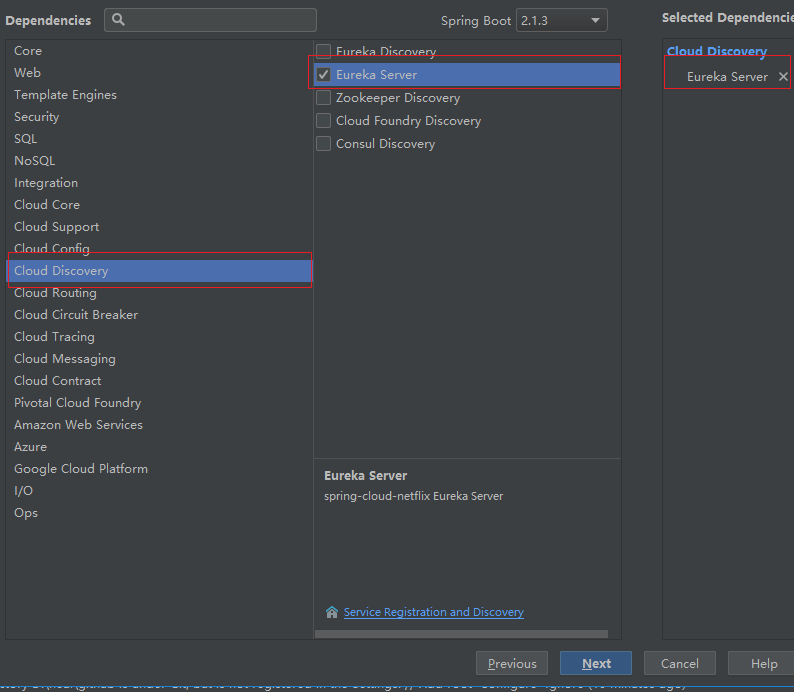 Dependencies
Spring Boot 2.1.3
Selected Dependencie
Core
Web
Template Engines
Security
SQL
NoSQL
Integration
Cloud Core
Cloud Support
Cloud Config
Cloud Discovery
Cloud Routing
Cloud Circuit Breaker
Cloud Tracing
Cloud Messaging
Cloud Contract
Pivotal Cloud Foundry
Amazon Web Services
Azure
Google Cloud Platform
I/O
Ops
Eureka Discovery
Eureka Server
Zookeeper Discovery
Cloud Foundry Discovery
Consul Discovery
Eureka Server
spring-cloud-netflix Eureka Server
Service Registration and Discovery
Cloud Discovery
Eureka Server
Previous
Next
Cancel
Help